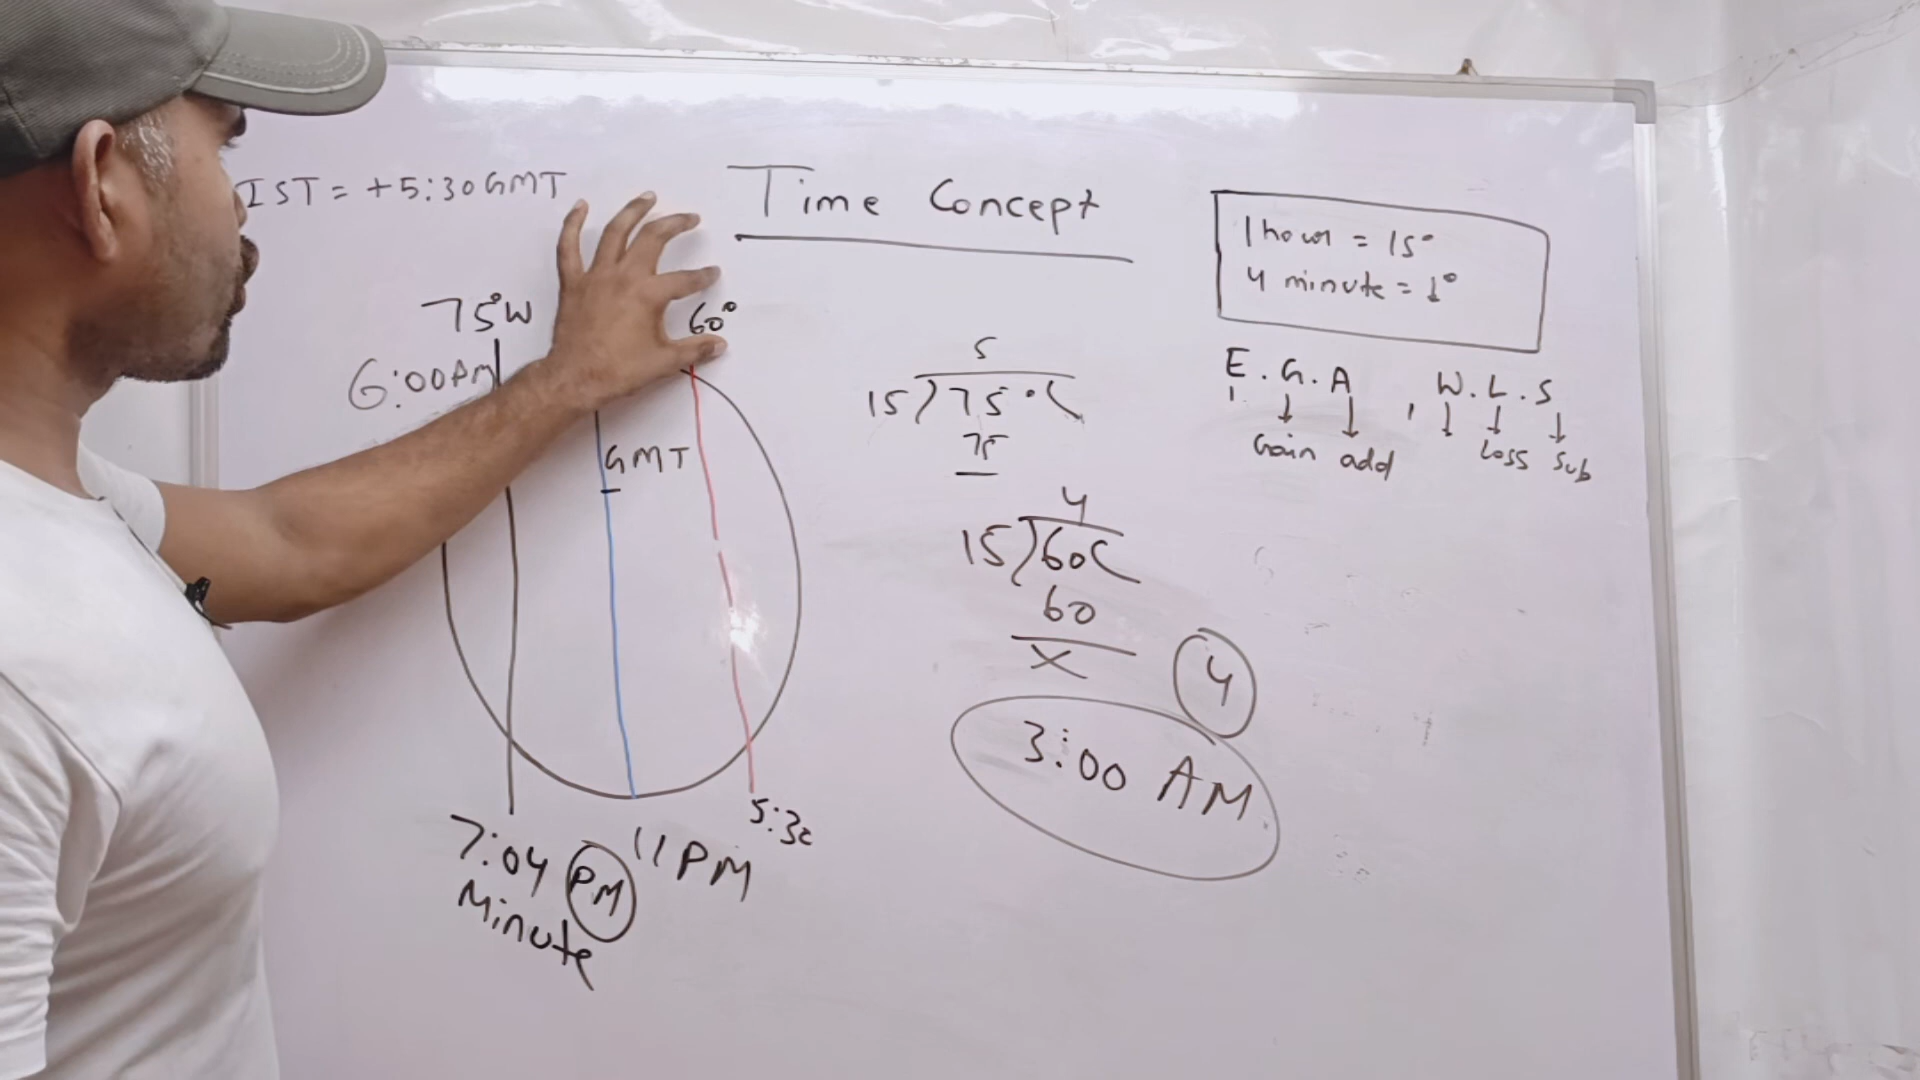 IST = +5:30 GMT
Time Concept
1 hour = 15°
4 minute = 1°
75°W
60°
6:00AM
GMT
5
15)75°(
75
E. G. A , W. L. S
Gain add Loss Sub
4
15)60(
60
X
4
3:00 AM
5:30
7:04 PM
Minute
11 PM